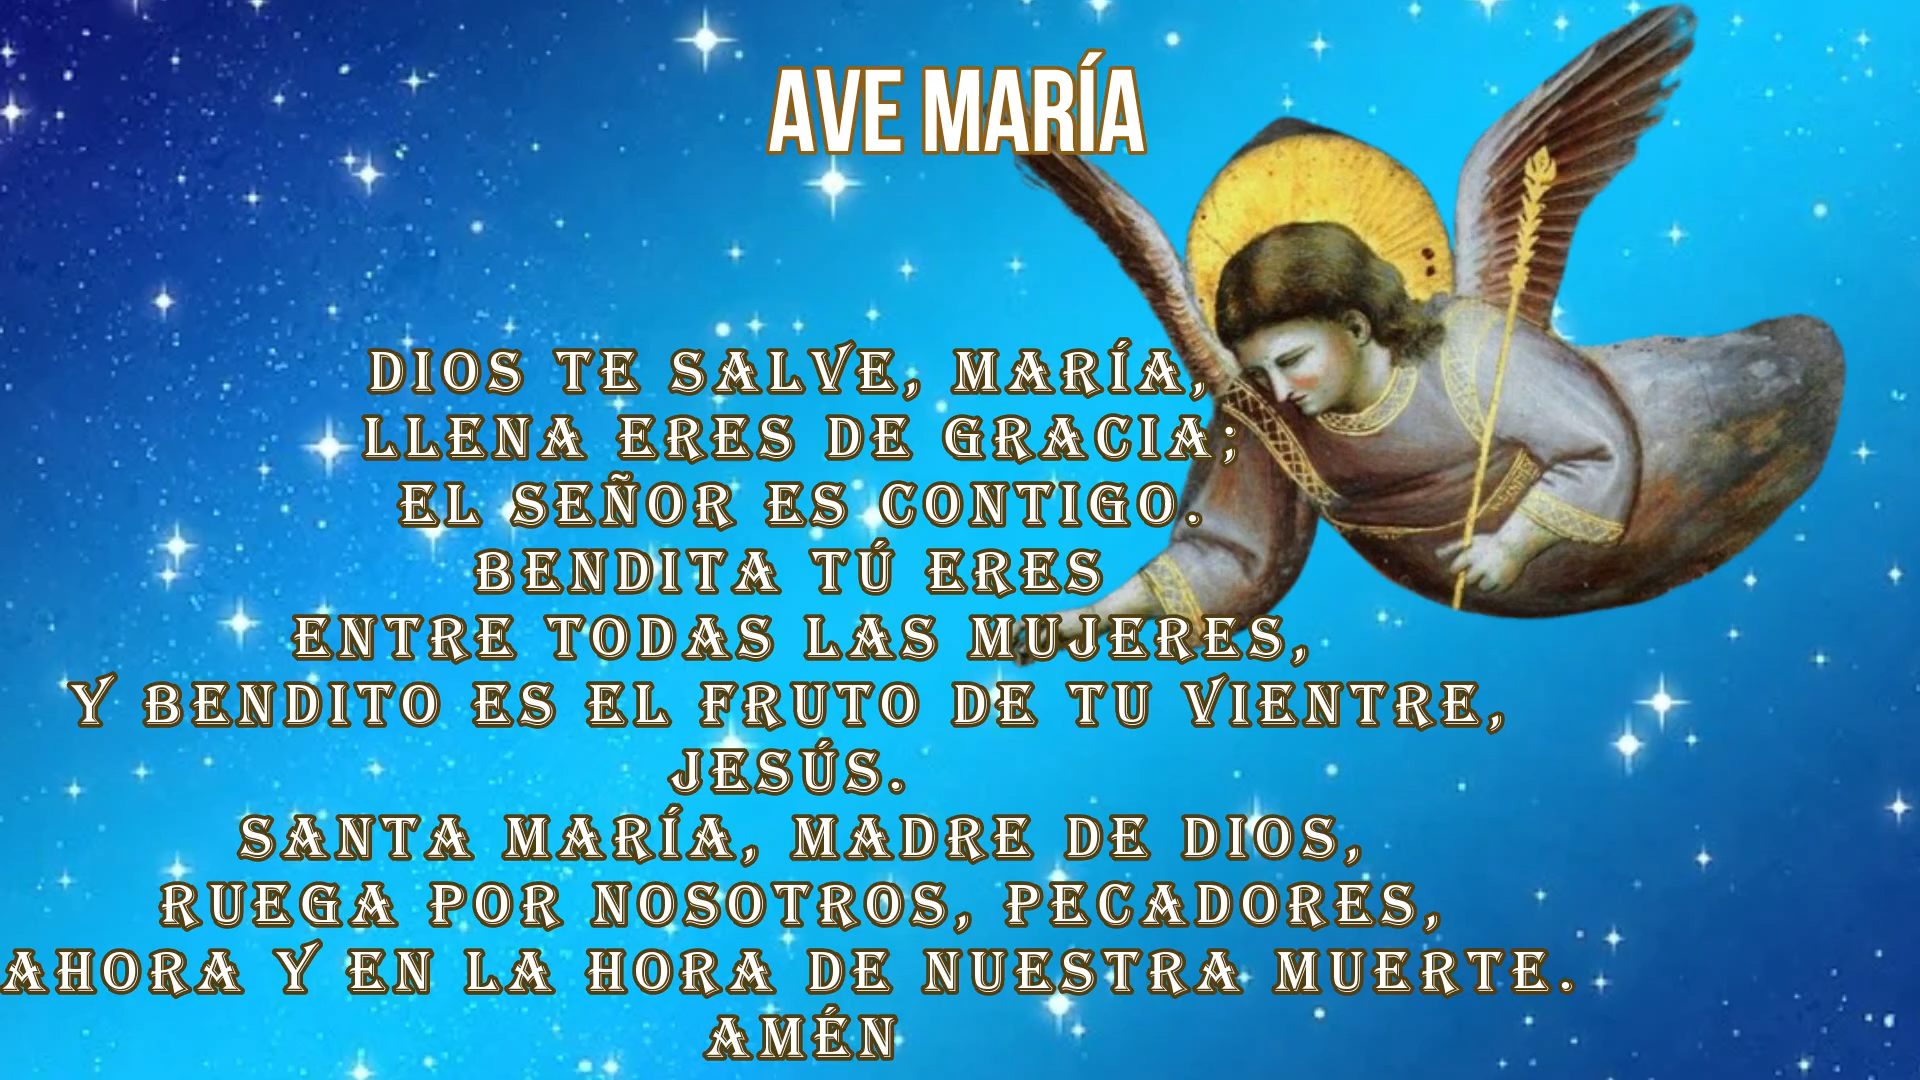 AVE MARÍA
DIOS TE SALVE, MARÍA,
LLENA ERES DE GRACIA;
EL SEÑOR ES CONTIGO.
BENDITA TÚ ERES
ENTRE TODAS LAS MUJERES,
Y BENDITO ES EL FRUTO DE TU VIENTRE,
JESÚS.
SANTA MARÍA, MADRE DE DIOS,
RUEGA POR NOSOTROS, PECADORES,
AHORA Y EN LA HORA DE NUESTRA MUERTE.
AMÉN